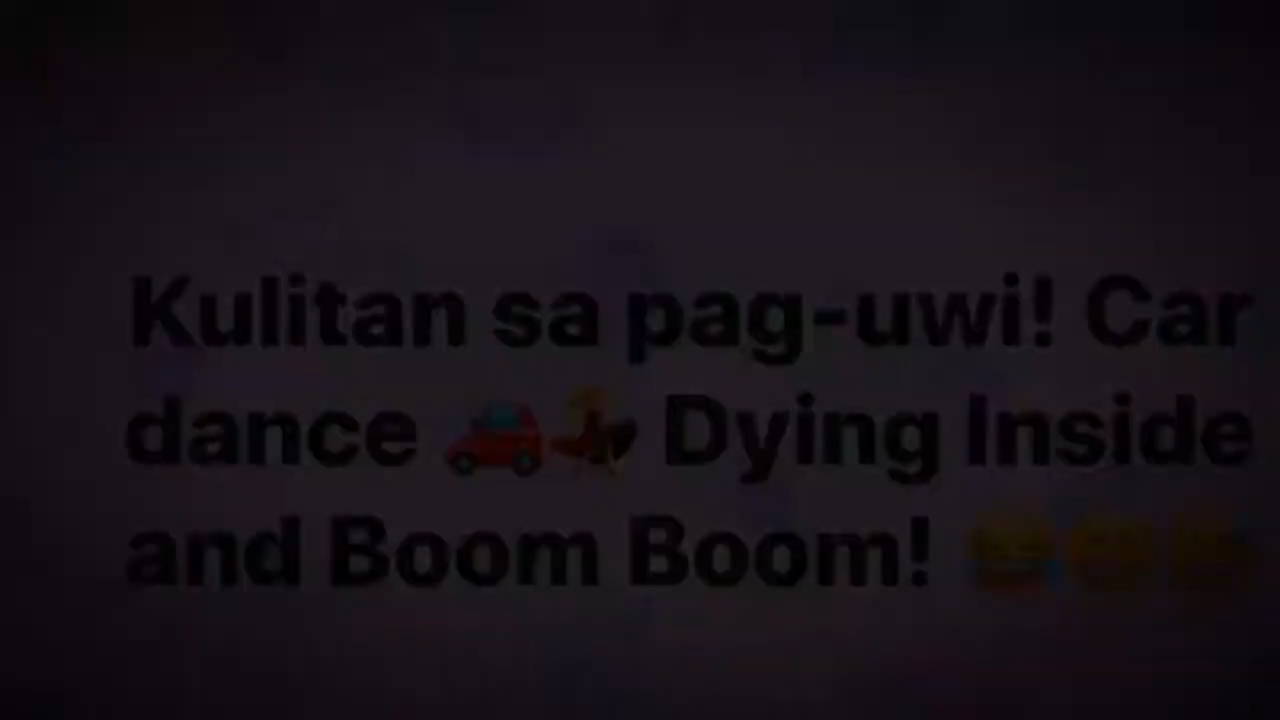 Kulitan sa pag-uwi! Car
dance 🚗💃 Dying Inside
and Boom Boom! 😂😂😂